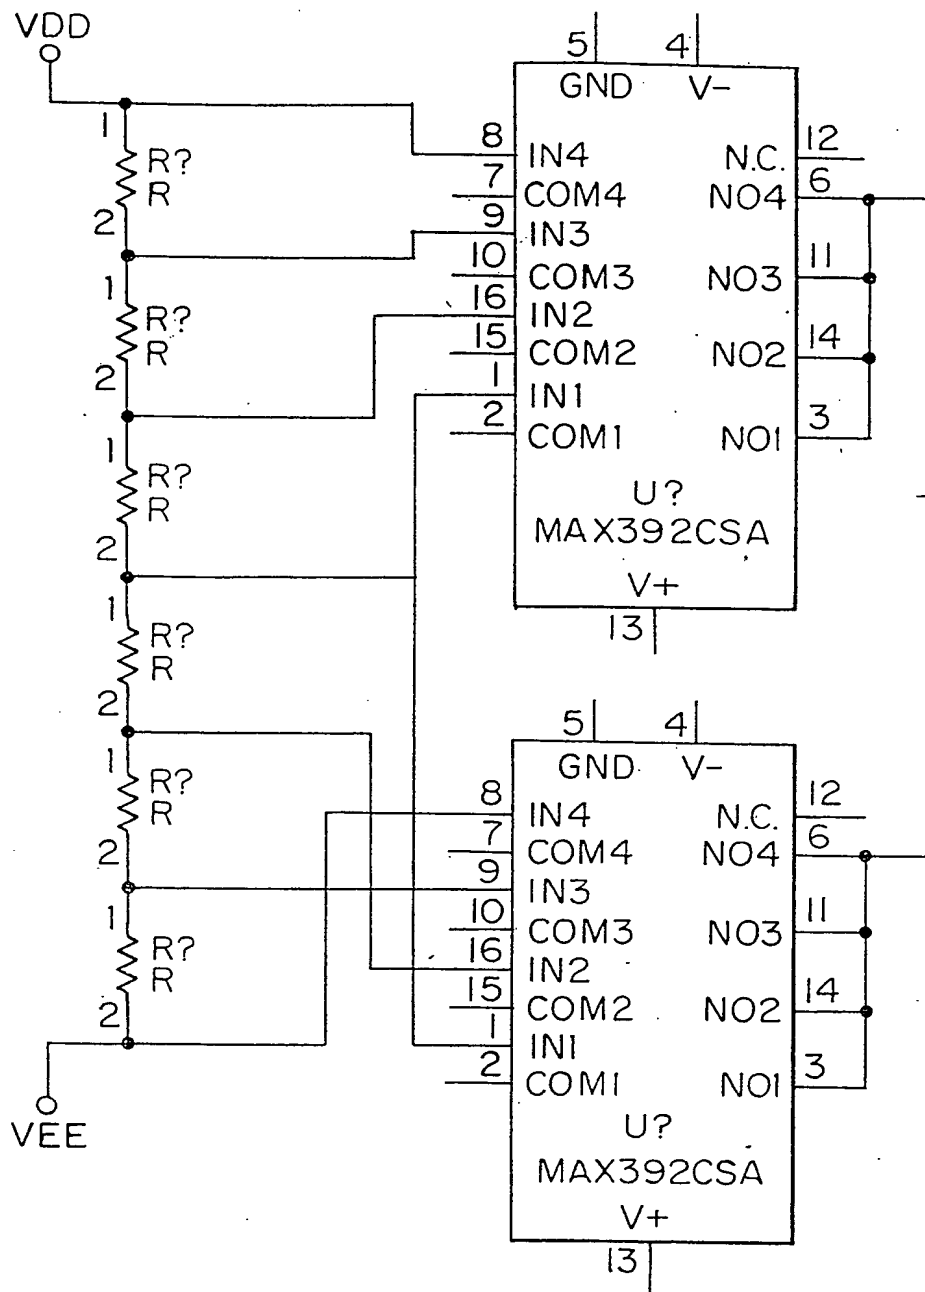 VDD
1
R?
R
2
1
R?
R
2
1
R?
R
2
1
R?
R
2
1
R?
R
2
1
R?
R
2
VEE
5 4
GND V-
8 IN4
7 COM4
9 IN3
10 COM3
16 IN2
15 COM2
1 IN1
2 COM1
N.C. 12
NO4 6
NO3 11
NO2 14
NO1 3
U?
MAX392CSA
V+
13
5 4
GND V-
8 IN4
7 COM4
9 IN3
10 COM3
16 IN2
15 COM2
1 IN1
2 COM1
N.C. 12
NO4 6
NO3 11
NO2 14
NO1 3
U?
MAX392CSA
V+
13